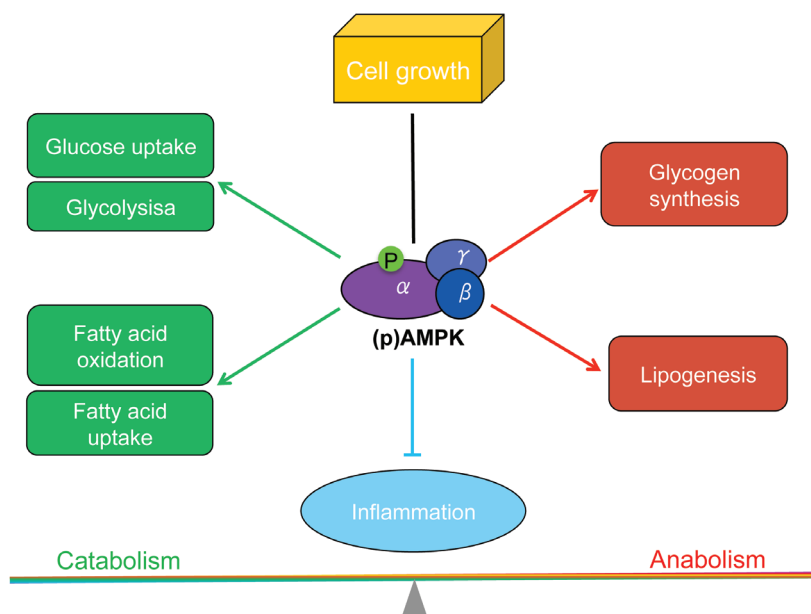 Cell growth
Glucose uptake
Glycolysisa
Glycogen
synthesis
P
γ
α
β
(p)AMPK
Fatty acid
oxidation
Fatty acid
uptake
Lipogenesis
Inflammation
Catabolism
Anabolism